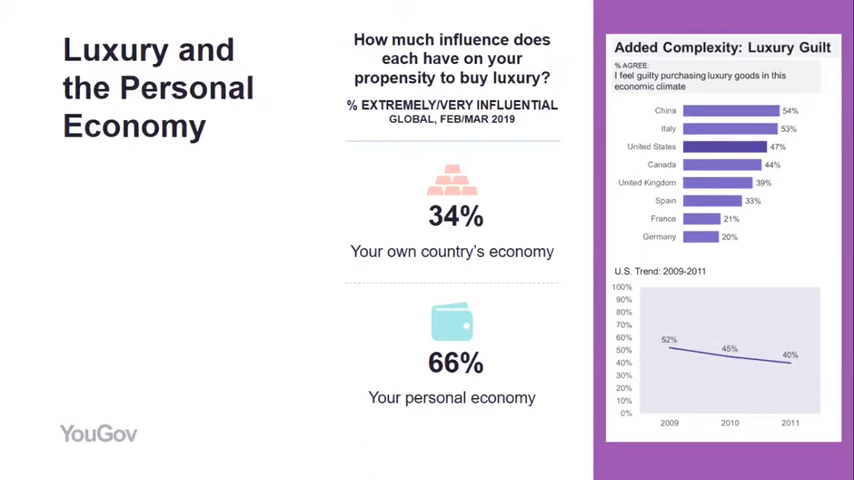 Luxury and
the Personal
Economy
How much influence does
each have on your
propensity to buy luxury?
% EXTREMELY/VERY INFLUENTIAL
GLOBAL, FEB/MAR 2019
34%
Your own country's economy
66%
Your personal economy
YouGov
Added Complexity: Luxury Guilt
% AGREE:
I feel guilty purchasing luxury goods in this
economic climate
China 54%
Italy 53%
United States 47%
Canada 44%
United Kingdom 39%
Spain 33%
France 21%
Germany 20%
U.S. Trend: 2009-2011
100%
90%
80%
70%
60%
50%
40%
30%
20%
10%
0%
52%
45%
40%
2009 2010 2011